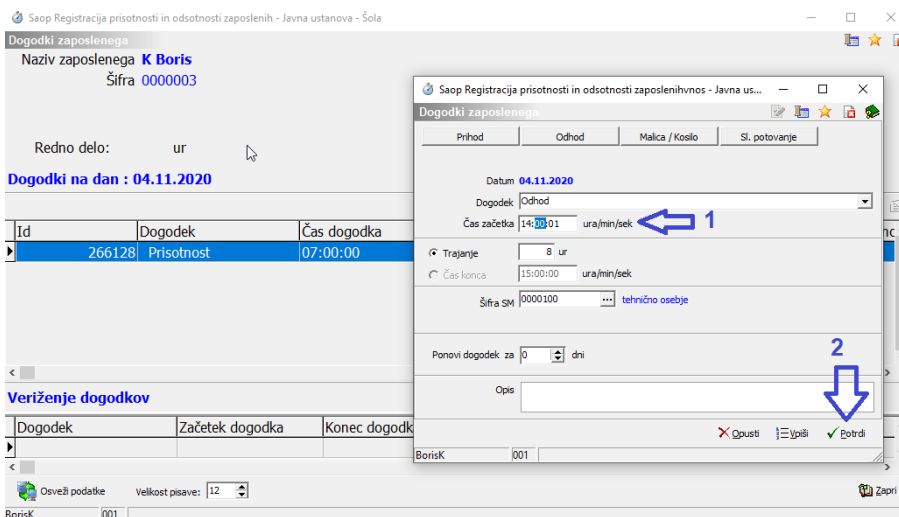 Saop Registracija prisotnosti in odsotnosti zaposlenih - Javna ustanova - Šola
Dogodki zaposlenega
Naziv zaposlenega K Boris
Šifra 0000003
Redno delo: ur
Dogodki na dan : 04.11.2020
Id Dogodek Čas dogodka
266128 Prisotnost 07:00:00
Veriženje dogodkov
Dogodek Začetek dogodka Konec dogodk
Osveži podatke Velikost pisave: 12 Zapri
BorisK 001
Saop Registracija prisotnosti in odsotnosti zaposlenihvnos - Javna us...
Dogodki zaposlenega
Prihod Odhod Malica / Kosilo Sl. potovanje
Datum 04.11.2020
Dogodek Odhod
Čas začetka 14:00:01 ura/min/sek 1
Trajanje 8 ur
Čas konca 15:00:00 ura/min/sek
Šifra SM 0000100 ... tehnično osebje
Ponovi dogodek za 0 dni
2
Opis
Opusti Vpiši Potrdi
BorisK 001